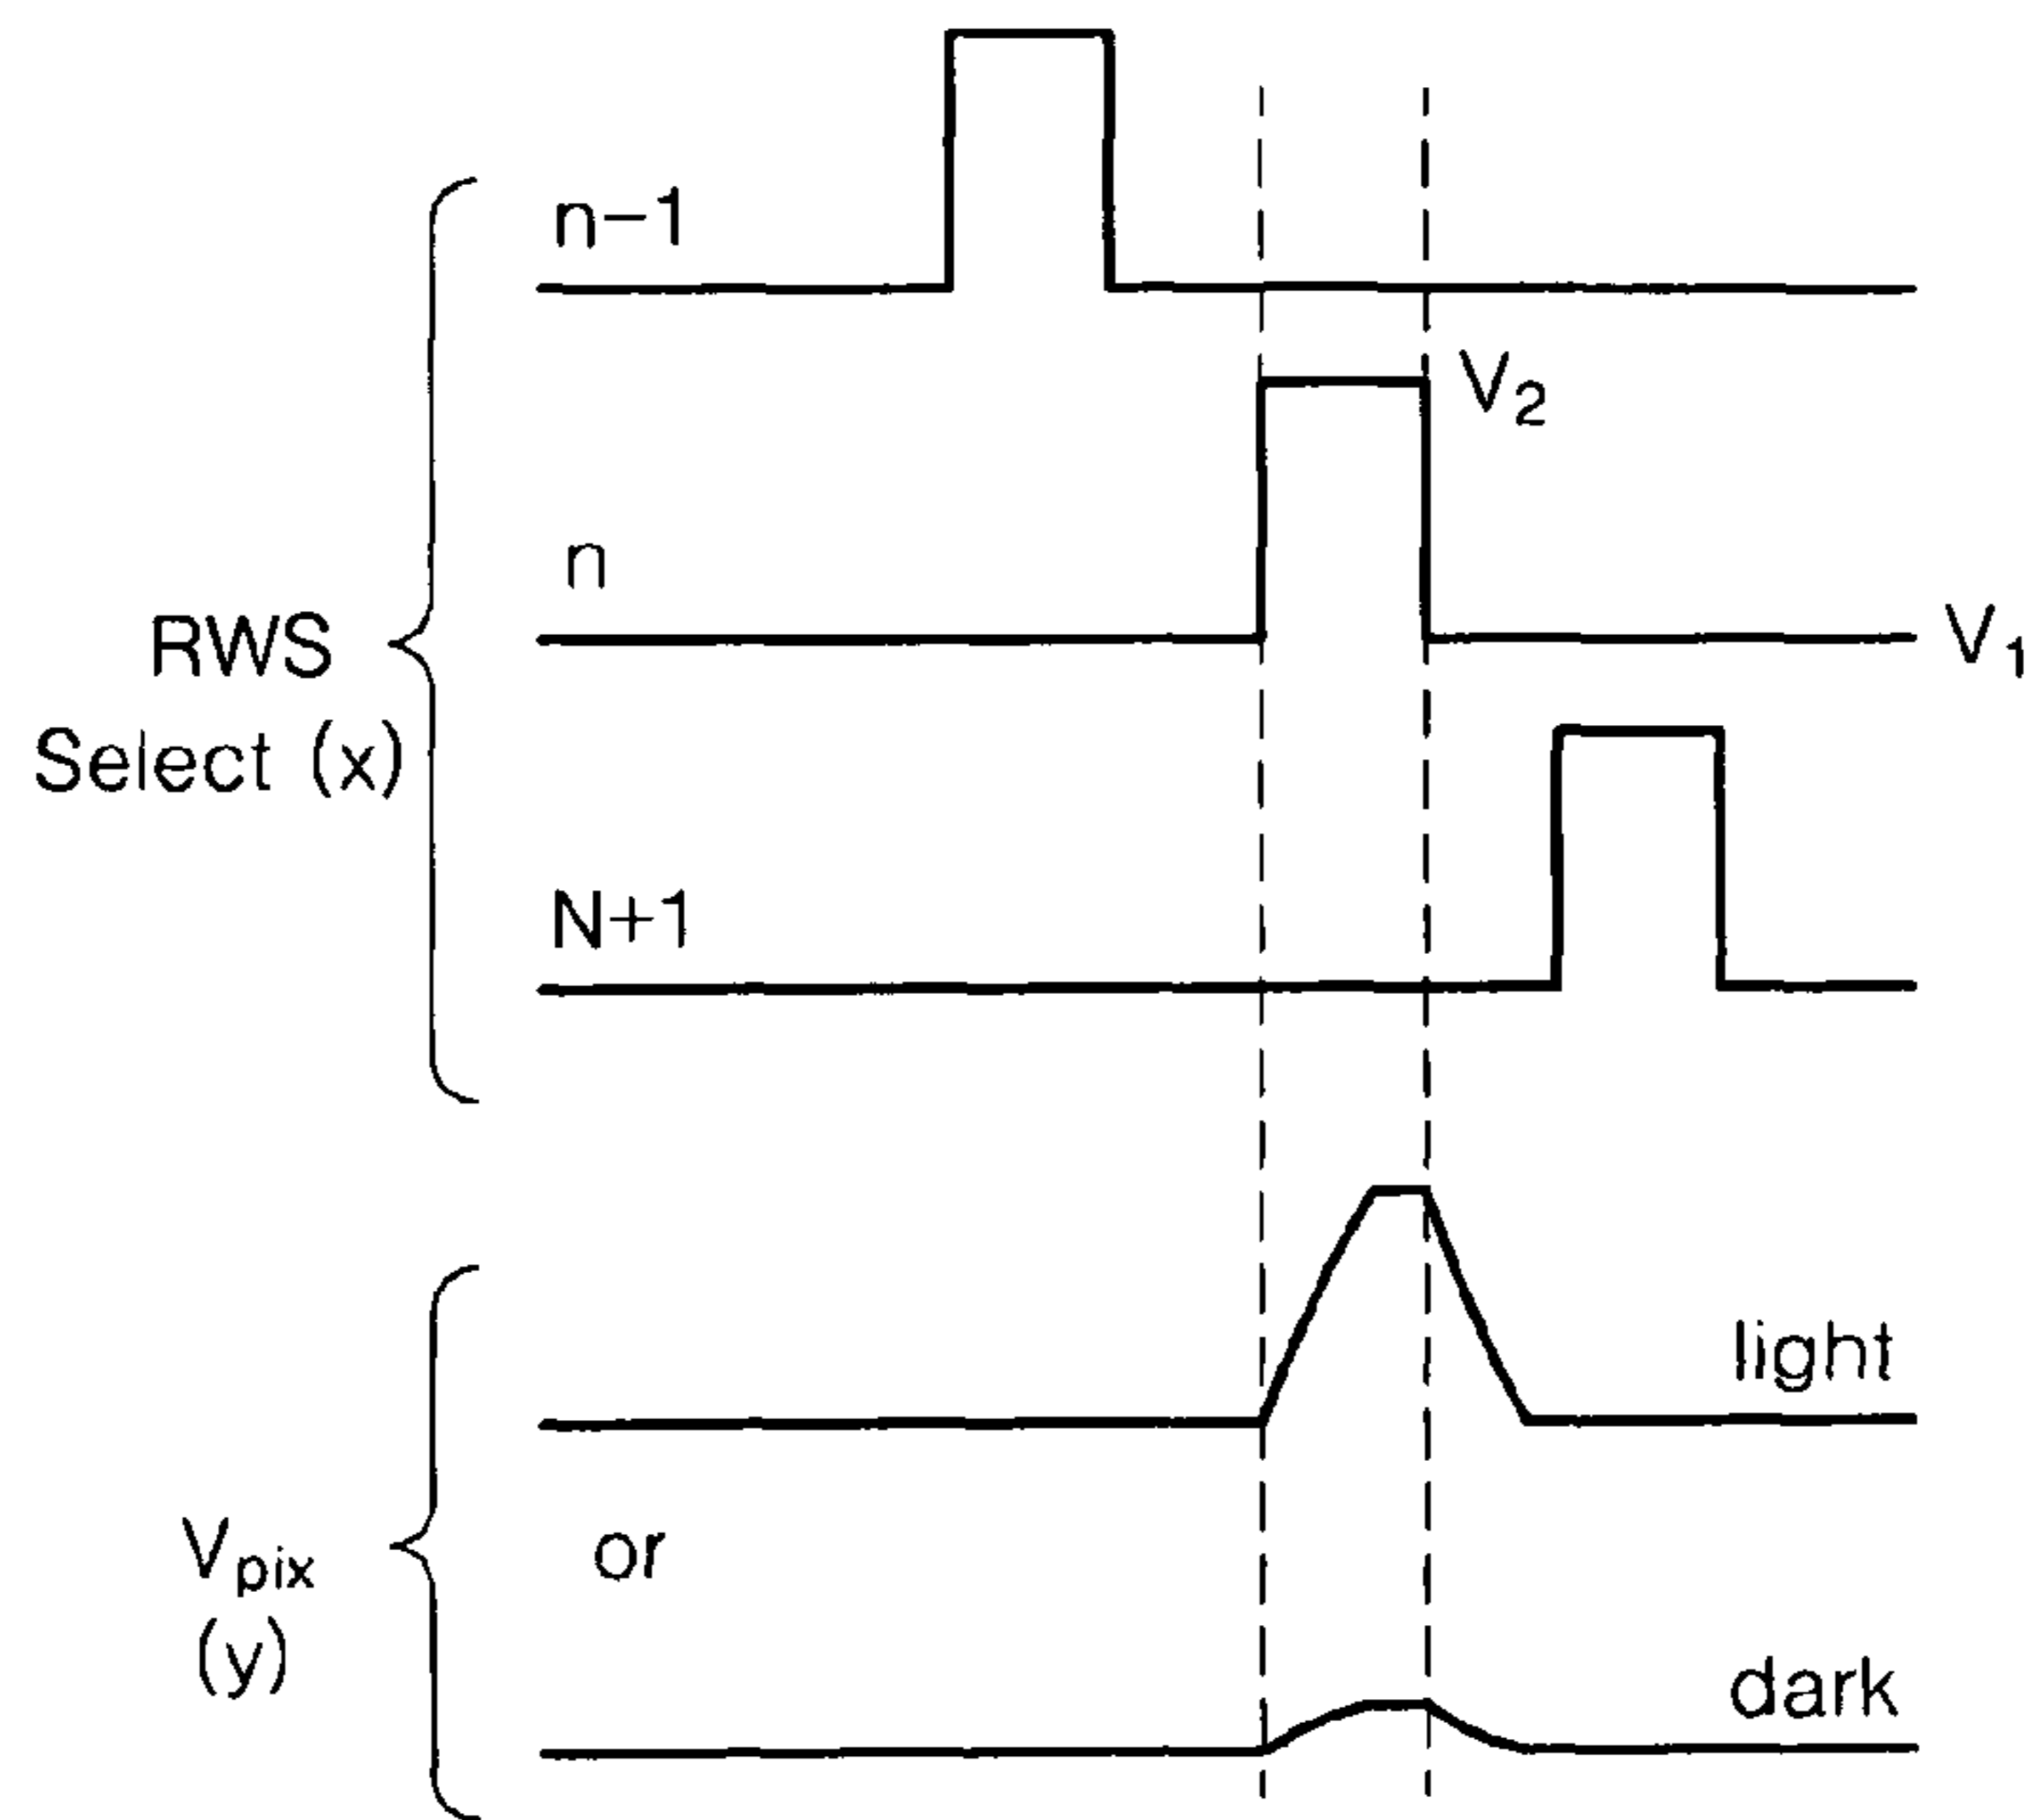 n-1
V2
n
RWS
Select (x)
V1
N+1
light
Vpix
(y)
or
dark